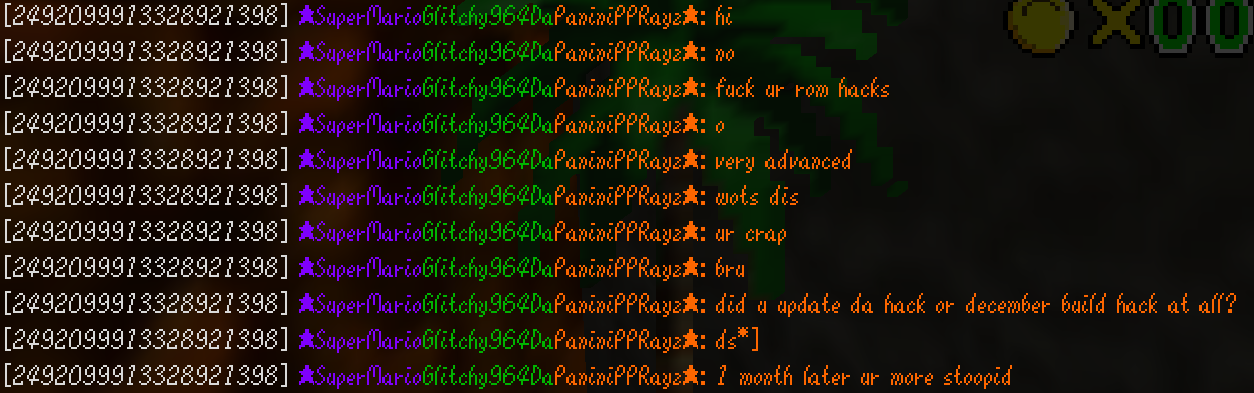 [24920999133289213​98] ★SuperMarioGlitchy964DaPaniniPPRayz★: hi
[2492099913328921398] ★SuperMarioGlitchy964DaPaniniPPRayz★: no
[2492099913328921398] ★SuperMarioGlitchy964DaPaniniPPRayz★: fuck ur rom hacks
[2492099913328921398] ★SuperMarioGlitchy964DaPaniniPPRayz★: o
[2492099913328921398] ★SuperMarioGlitchy964DaPaniniPPRayz★: very advanced
[2492099913328921398] ★SuperMarioGlitchy964DaPaniniPPRayz★: wots dis
[2492099913328921398] ★SuperMarioGlitchy964DaPaniniPPRayz★: ur crap
[2492099913328921398] ★SuperMarioGlitchy964DaPaniniPPRayz★: bru
[2492099913328921398] ★SuperMarioGlitchy964DaPaniniPPRayz★: did u update da hack or december build hack at all?
[2492099913328921398] ★SuperMarioGlitchy964DaPaniniPPRayz★: ds*]
[2492099913328921398] ★SuperMarioGlitchy964DaPaniniPPRayz★: 1 month later ur more stoopid
×00